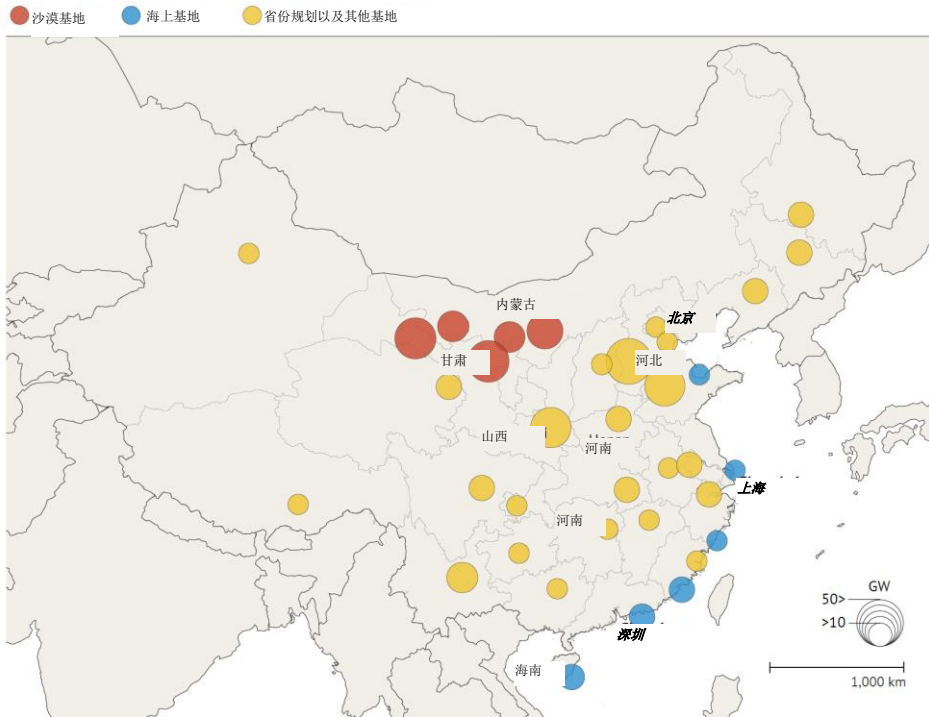 沙漠基地
海上基地
省份规划以及其他基地
内蒙古
北京
甘肃
河北
山西
河南
上海
河南
GW
50>
>10
深圳
海南
1,000 km